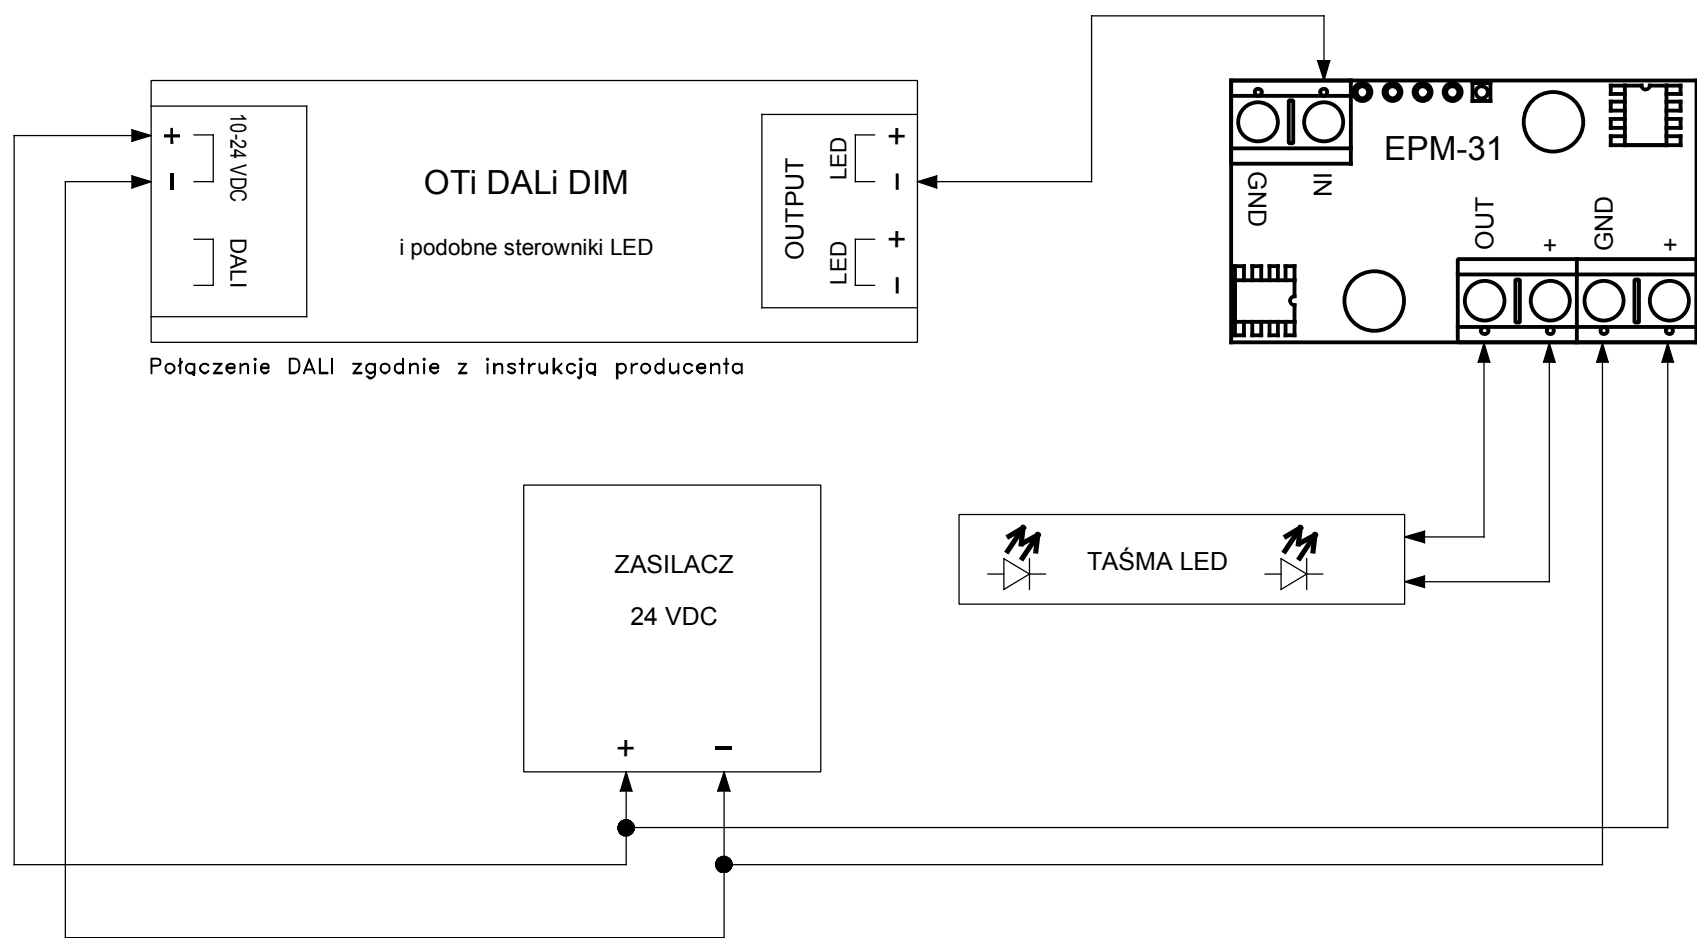 +
10-24 VDC
-
DALI
OTi DALi DIM
i podobne sterowniki LED
OUTPUT
LED
+
-
LED
+
-
Połączenie DALI zgodnie z instrukcją producenta
EPM-31
GND
IN
OUT
+
GND
+
ZASILACZ
24 VDC
+
-
TAŚMA LED